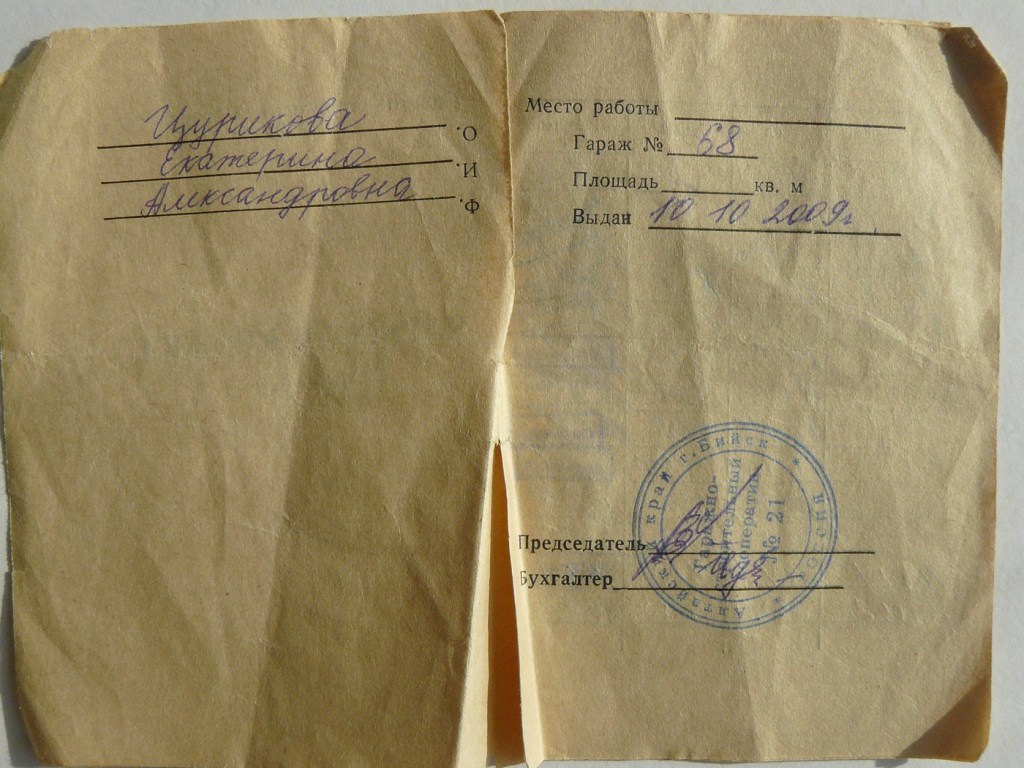 Цурикова
Екатерина
Александровна
О.
И.
Ф.
Место работы
Гараж № 68
Площадь кв. м
Выдан 10 10 2009г.
Председатель
Бухгалтер
Алтайский край г. Бийск * *
Гаражно-
№ 21